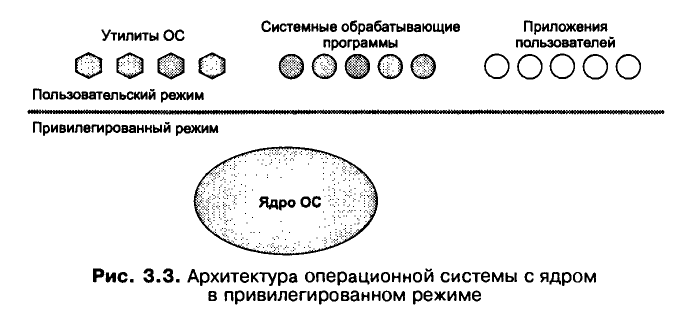 Утилиты ОС
Системные обрабатывающие
программы
Приложения
пользователей
Пользовательский режим
Привилегированный режим
Ядро ОС
Рис. 3.3. Архитектура операционной системы с ядром
в привилегированном режиме